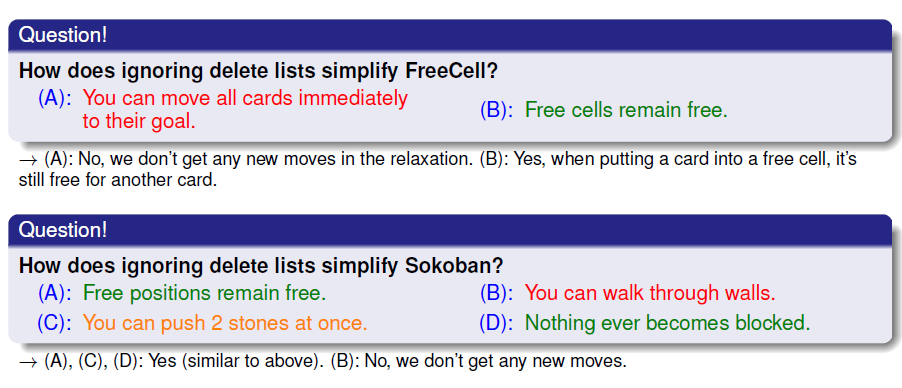 Question!
How does ignoring delete lists simplify FreeCell?
(A): You can move all cards immediately
to their goal.
(B): Free cells remain free.
→ (A): No, we don't get any new moves in the relaxation. (B): Yes, when putting a card into a free cell, it's
still free for another card.
Question!
How does ignoring delete lists simplify Sokoban?
(A): Free positions remain free.
(B): You can walk through walls.
(C): You can push 2 stones at once.
(D): Nothing ever becomes blocked.
→ (A), (C), (D): Yes (similar to above). (B): No, we don't get any new moves.